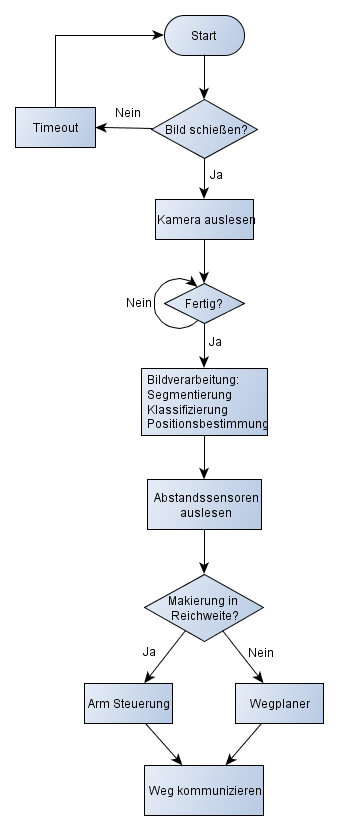 Start
Bild schießen?
Nein
Timeout
Ja
Kamera auslesen
Fertig?
Nein
Ja
Bildverarbeitung:
Segmentierung
Klassifizierung
Positionsbestimmung
Abstandssensoren
auslesen
Makierung in
Reichweite?
Ja
Nein
Arm Steuerung
Wegplaner
Weg kommunizieren